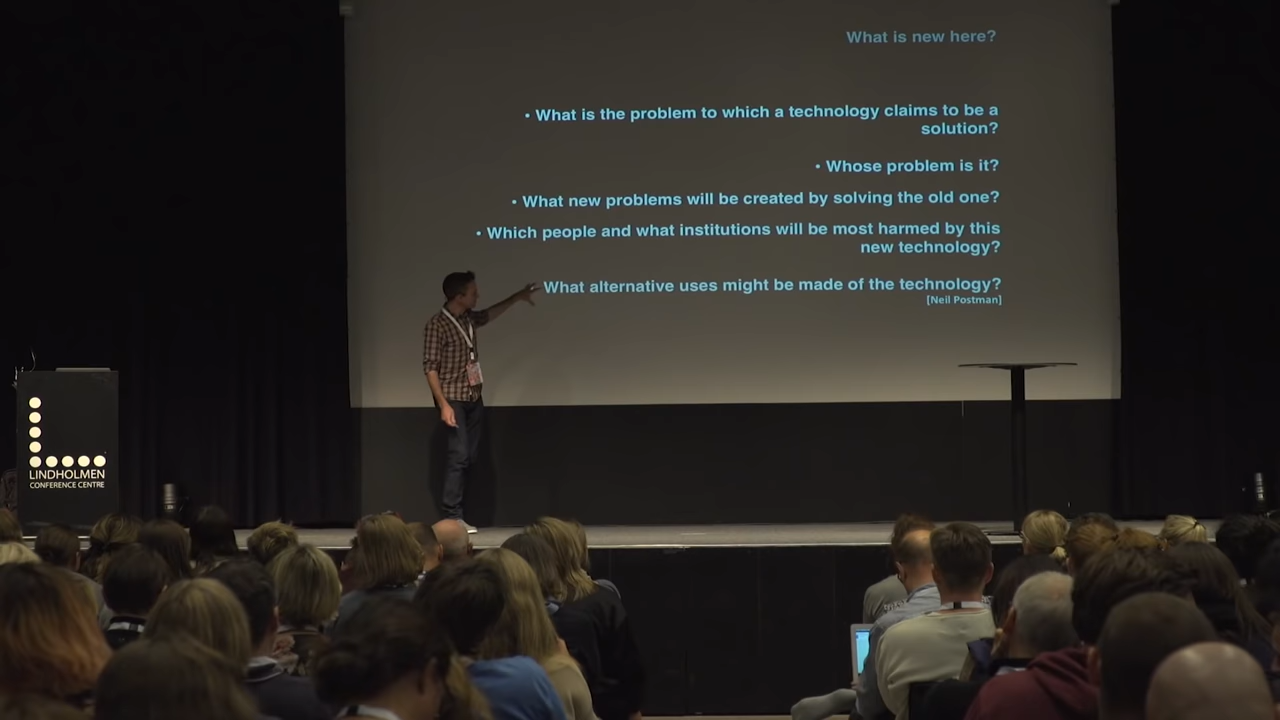 What is new here?
• What is the problem to which a technology claims to be a
solution?
• Whose problem is it?
• What new problems will be created by solving the old one?
• Which people and what institutions will be most harmed by this
new technology?
What alternative uses might be made of the technology?
[Neil Postman]
LINDHOLMEN
CONFERENCE CENTRE